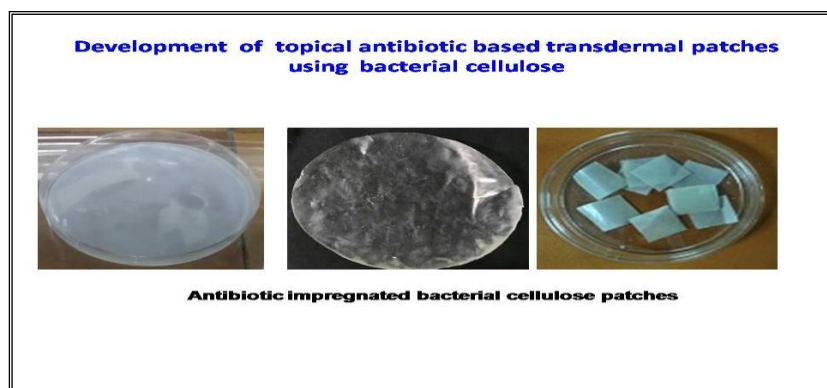 Development of topical antibiotic based transdermal patches
using bacterial cellulose
Antibiotic impregnated bacterial cellulose patches